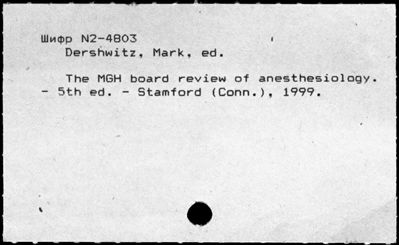 Шифр N2-4803
Dershwitz, Mark, ed.
The MGH board review of anesthesiology.
- 5th ed. - Stamford (Conn.), 1999.